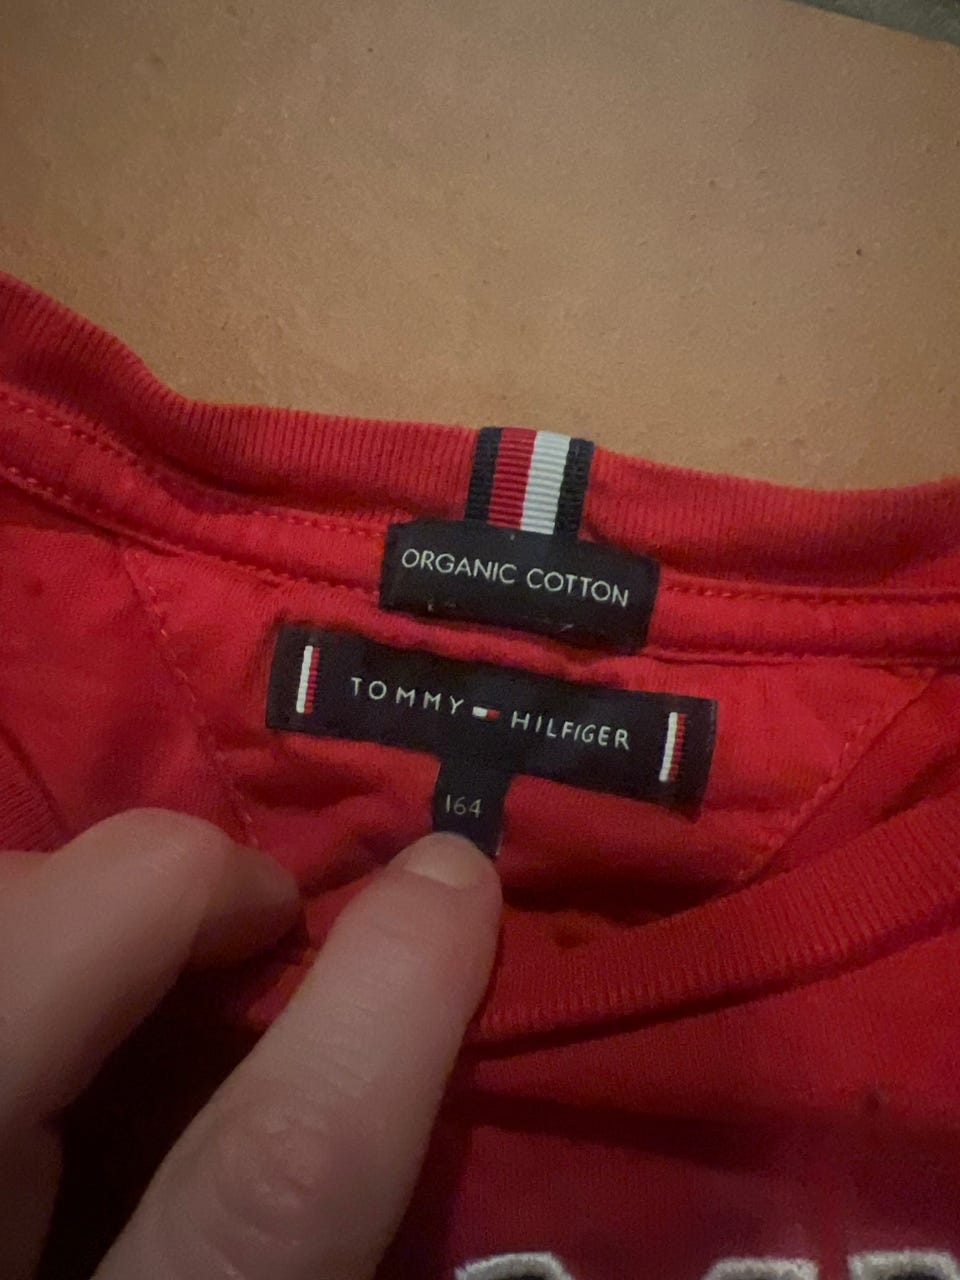 ORGANIC COTTON
TOMMY HILFIGER
164